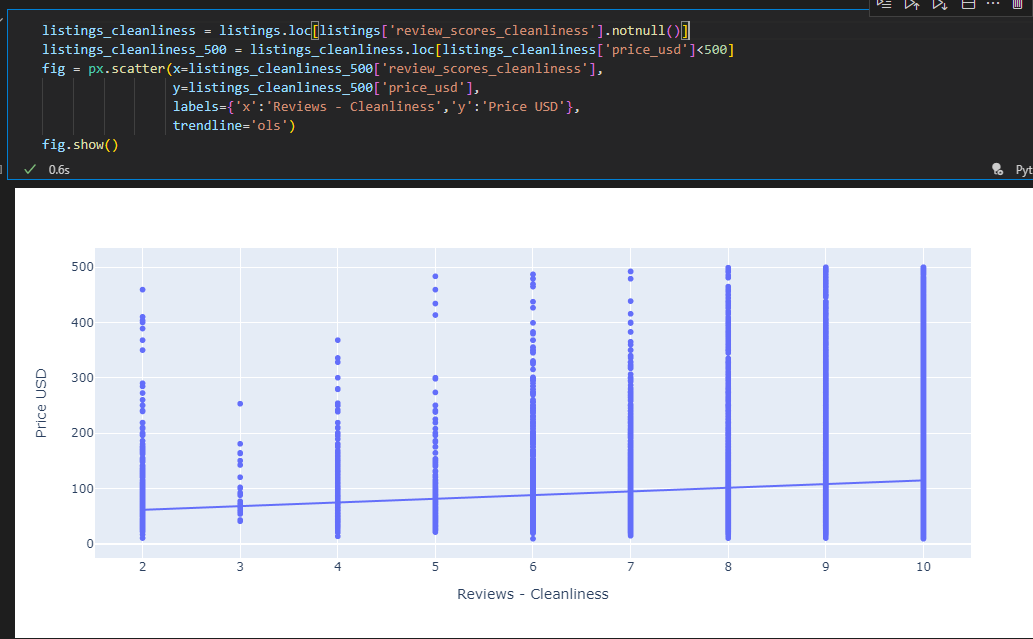 listings_cleanliness = listings.loc[listings['review_scores_cleanliness'].notnull()]
listings_cleanliness_500 = listings_cleanliness.loc[listings_cleanliness['price_usd']<500]
fig = px.scatter(x=listings_cleanliness_500['review_scores_cleanliness'],
y=listings_cleanliness_500['price_usd'],
labels={'x':'Reviews - Cleanliness','y':'Price USD'},
trendline='ols')
fig.show()
0.6s
Pyt
500
400
300
200
100
0
Price USD
2 3 4 5 6 7 8 9 10
Reviews - Cleanliness